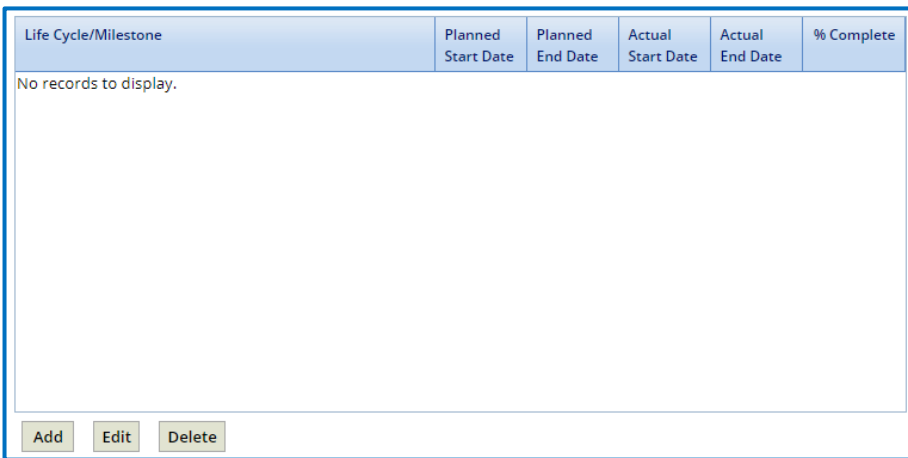 Life Cycle/Milestone Planned Planned Actual Actual % Complete
Start Date End Date Start Date End Date
No records to display.
Add Edit Delete